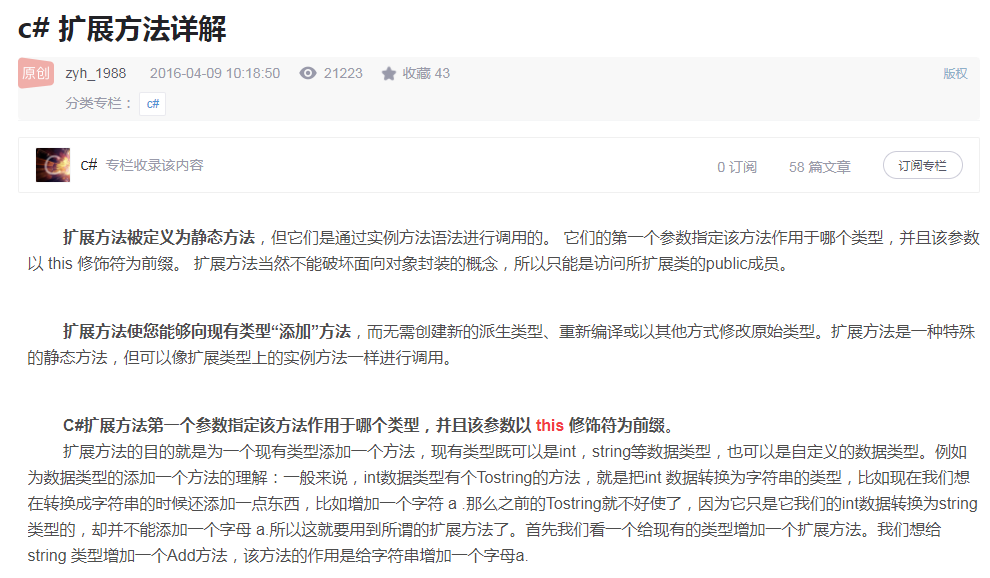 c# 扩展方法详解
原创 zyh_1988 2016-04-09 10:18:50 21223 收藏 43 版权
分类专栏： c#
c# 专栏收录该内容 0 订阅 58 篇文章 订阅专栏
扩展方法被定义为静态方法，但它们是通过实例方法语法进行调用的。 它们的第一个参数指定该方法作用于哪个类型，并且该参数
以 this 修饰符为前缀。 扩展方法当然不能破坏面向对象封装的概念，所以只能是访问所扩展类的public成员。
扩展方法使您能够向现有类型“添加”方法，而无需创建新的派生类型、重新编译或以其他方式修改原始类型。扩展方法是一种特殊
的静态方法，但可以像扩展类型上的实例方法一样进行调用。
C#扩展方法第一个参数指定该方法作用于哪个类型，并且该参数以 this 修饰符为前缀。
扩展方法的目的就是为一个现有类型添加一个方法，现有类型既可以是int，string等数据类型，也可以是自定义的数据类型。例如
为数据类型的添加一个方法的理解：一般来说，int数据类型有个Tostring的方法，就是把int 数据转换为字符串的类型，比如现在我们想
在转换成字符串的时候还添加一点东西，比如增加一个字符 a .那么之前的Tostring就不好使了，因为它只是它我们的int数据转换为string
类型的，却并不能添加一个字母 a.所以这就要用到所谓的扩展方法了。首先我们看一个给现有的类型增加一个扩展方法。我们想给
string 类型增加一个Add方法，该方法的作用是给字符串增加一个字母a.